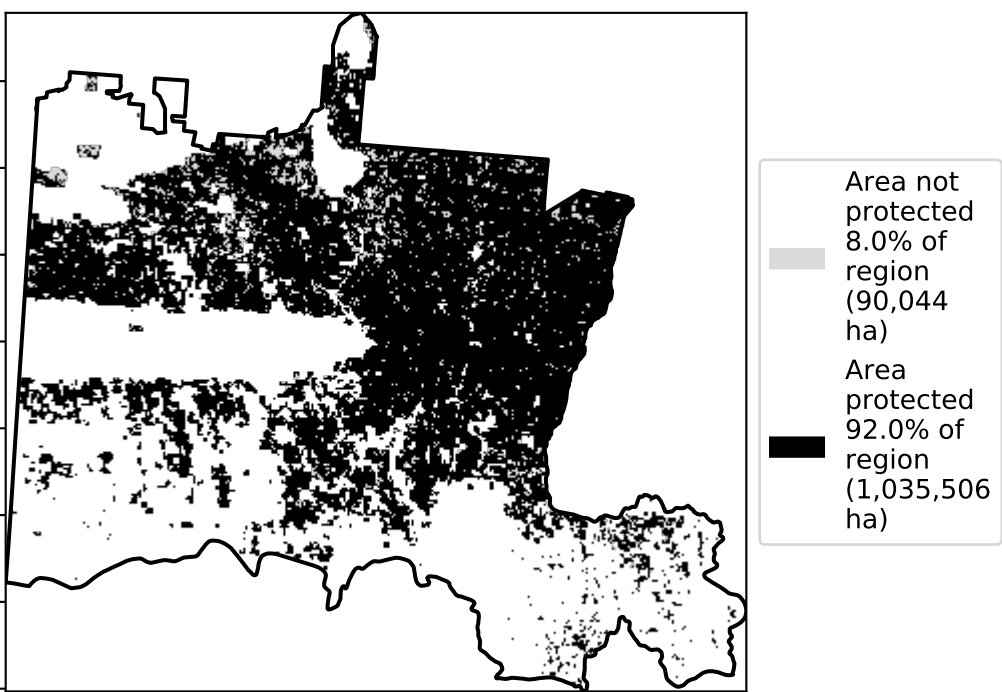 Area not
protected
8.0% of
region
(90,044
ha)
Area
protected
92.0% of
region
(1,035,506
ha)